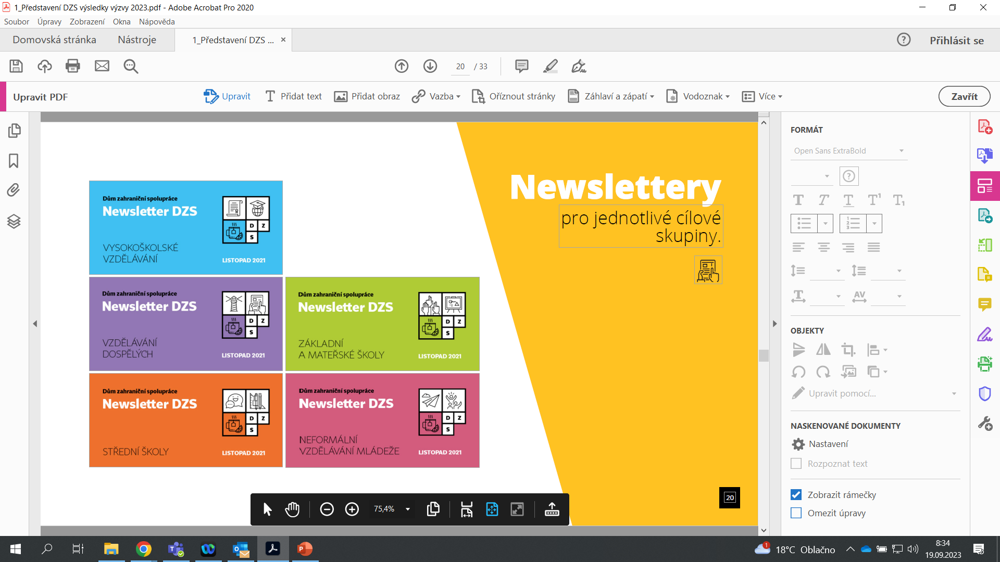 1_Představení DZS výsledky výzvy 2023.pdf - Adobe Acrobat Pro 2020
Soubor Úpravy Zobrazení Okna Nápověda
Domovská stránka Nástroje 1_Představení DZS ... Přihlásit se
20 / 33
Upravit PDF Upravit Přidat text Přidat obraz Vazba Oříznout stránky Záhlaví a zápatí Vodoznak Více Zavřít
Dům zahraniční spolupráce
Newsletter DZS
VYSOKOŠKOLSKÉ
VZDĚLÁVÁNÍ
D Z
S
LISTOPAD 2021
Dům zahraniční spolupráce
Newsletter DZS
VZDĚLÁVÁNÍ
DOSPĚLÝCH
D Z
S
LISTOPAD 2021
Dům zahraniční spolupráce
Newsletter DZS
ZÁKLADNÍ
A MATEŘSKÉ ŠKOLY
D Z
S
LISTOPAD 2021
Dům zahraniční spolupráce
Newsletter DZS
STŘEDNÍ ŠKOLY
D Z
S
LISTOPAD 2021
Dům zahraniční spolupráce
Newsletter DZS
NEFORMÁLNÍ
VZDĚLÁVÁNÍ MLÁDEŽE
D Z
S
LISTOPAD 2021
Newslettery
pro jednotlivé cílové
skupiny.
20
75,4%
FORMÁT
Open Sans ExtraBold
OBJEKTY
Upravit pomocí...
NASKENOVANÉ DOKUMENTY
Nastavení
Rozpoznat text
Zobrazit rámečky
Omezit úpravy
1 18°C Oblačno
8:34
19.09.2023